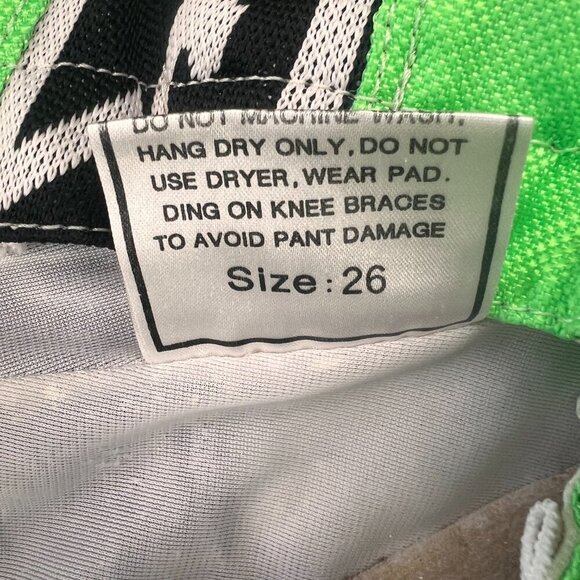 DO NOT MACHINE WASH.
HANG DRY ONLY, DO NOT
USE DRYER, WEAR PAD.
DING ON KNEE BRACES
TO AVOID PANT DAMAGE
Size: 26